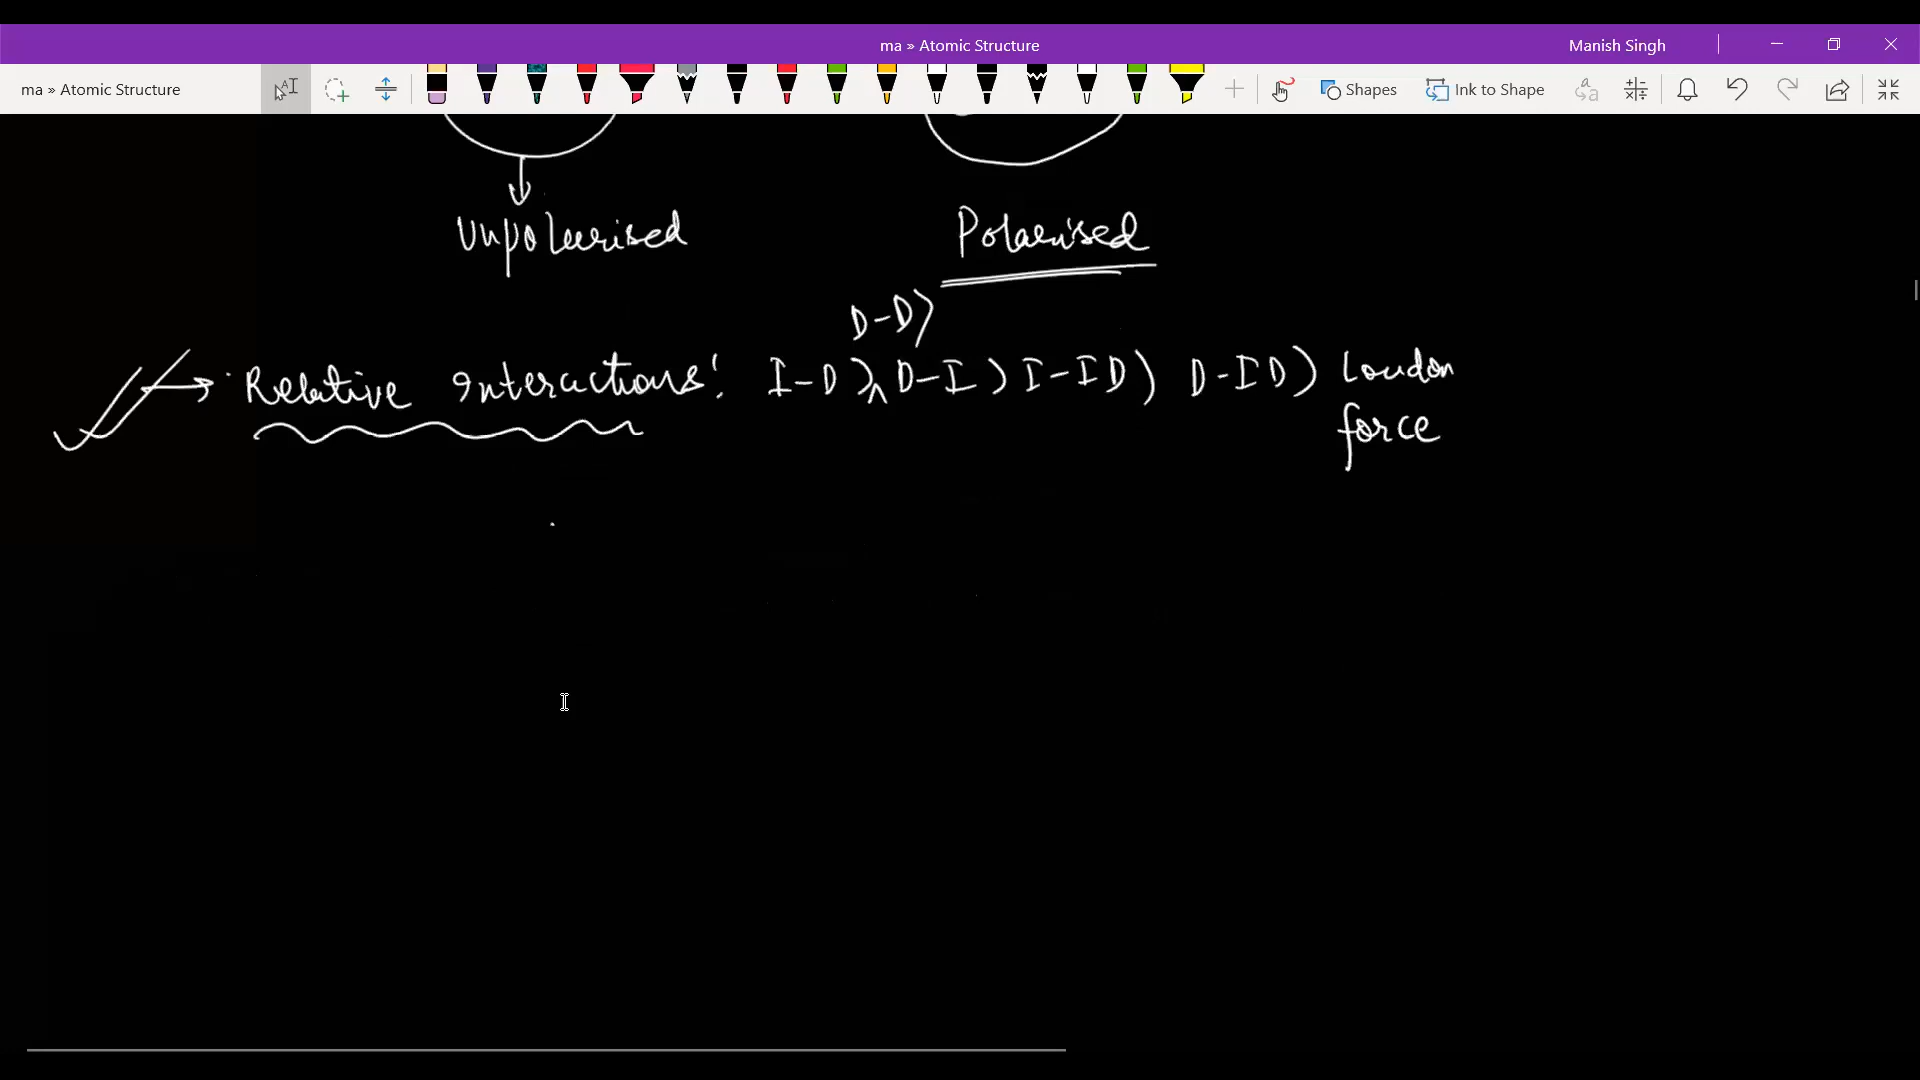 ma » Atomic Structure
Manish Singh
ma » Atomic Structure
Shapes
Ink to Shape
Unpolarised
Polarised
D-D>
Relative Interactions: I-D > D-I > I-ID > D-ID > London
force